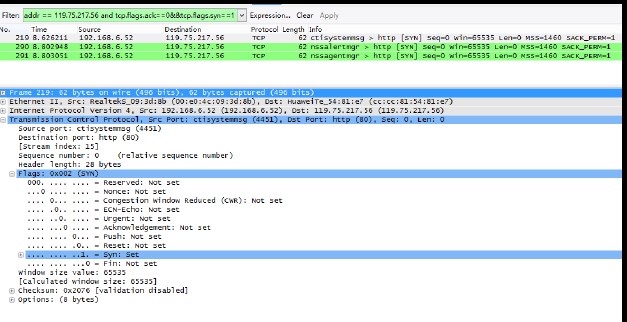 Filter: addr == 119.75.217.56 and tcp.flags.ack==0&&tcp.flags.syn==1 Expression... Clear Apply
No. Time Source Destination Protocol Length Info
219 8.626211 192.168.6.52 119.75.217.56 TCP 62 ctisystemmsg > http [SYN] Seq=0 Win=65535 Len=0 MSS=1460 SACK_PERM=1
290 8.802948 192.168.6.52 119.75.217.56 TCP 62 nssalertmgr > http [SYN] Seq=0 Win=65535 Len=0 MSS=1460 SACK_PERM=1
291 8.803051 192.168.6.52 119.75.217.56 TCP 62 nssagentmgr > http [SYN] Seq=0 Win=65535 Len=0 MSS=1460 SACK_PERM=1
Frame 219: 62 bytes on wire (496 bits), 62 bytes captured (496 bits)
Ethernet II, Src: RealtekS_09:3d:8b (00:e0:4c:09:3d:8b), Dst: HuaweiTe_54:81:e7 (cc:cc:81:54:81:e7)
Internet Protocol Version 4, Src: 192.168.6.52 (192.168.6.52), Dst: 119.75.217.56 (119.75.217.56)
Transmission Control Protocol, Src Port: ctisystemmsg (4451), Dst Port: http (80), Seq: 0, Len: 0
Source port: ctisystemmsg (4451)
Destination port: http (80)
[Stream index: 15]
Sequence number: 0 (relative sequence number)
Header length: 28 bytes
Flags: 0x002 (SYN)
000. .... .... = Reserved: Not set
...0 .... .... = Nonce: Not set
.... 0... .... = Congestion Window Reduced (CWR): Not set
.... .0.. .... = ECN-Echo: Not set
.... ..0. .... = Urgent: Not set
.... ...0 .... = Acknowledgement: Not set
.... .... 0... = Push: Not set
.... .... .0.. = Reset: Not set
.... .... ..1. = Syn: Set
.... .... ...0 = Fin: Not set
Window size value: 65535
[Calculated window size: 65535]
Checksum: 0x2076 [validation disabled]
Options: (8 bytes)